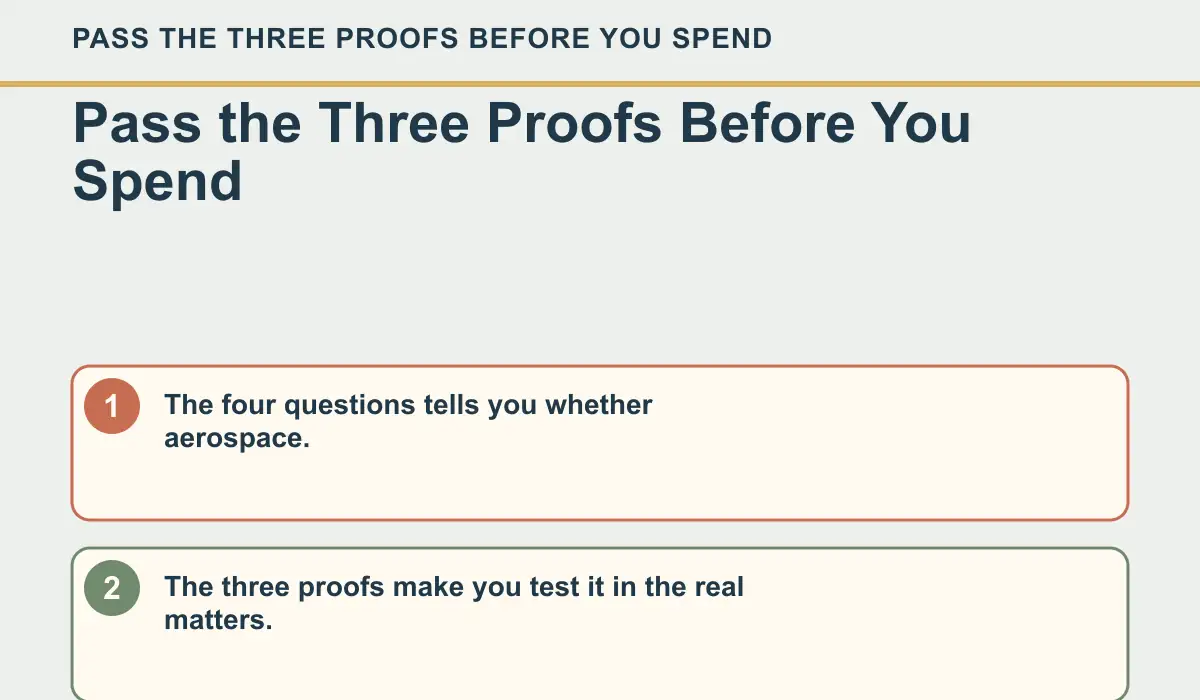 PASS THE THREE PROOFS BEFORE YOU SPEND
Pass the Three Proofs Before You
Spend
1
The four questions tells you whether
aerospace.
2
The three proofs make you test it in the real
matters.